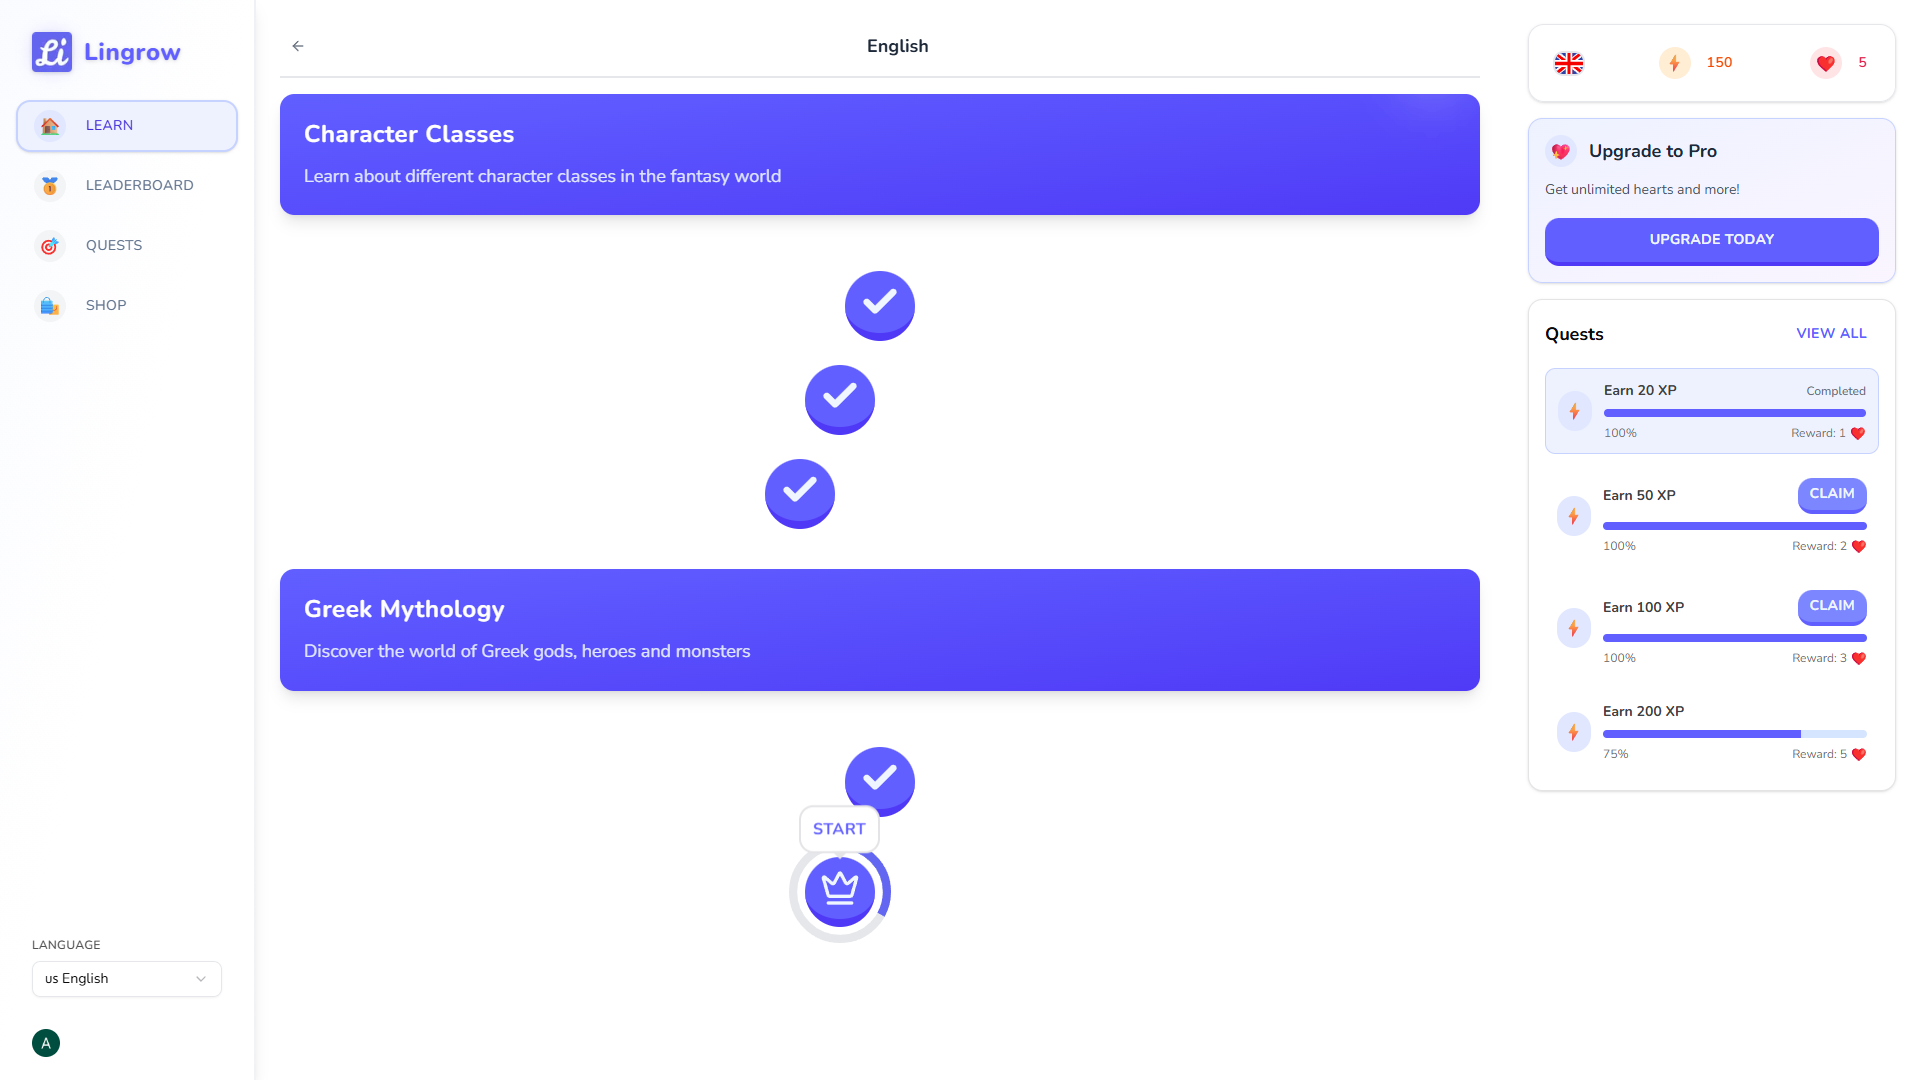 Li Lingrow
LEARN
LEADERBOARD
QUESTS
SHOP
LANGUAGE
us English
A
English
Character Classes
Learn about different character classes in the fantasy world
Greek Mythology
Discover the world of Greek gods, heroes and monsters
START
150
5
Upgrade to Pro
Get unlimited hearts and more!
UPGRADE TODAY
Quests VIEW ALL
Earn 20 XP Completed
100% Reward: 1
Earn 50 XP CLAIM
100% Reward: 2
Earn 100 XP CLAIM
100% Reward: 3
Earn 200 XP
75% Reward: 5